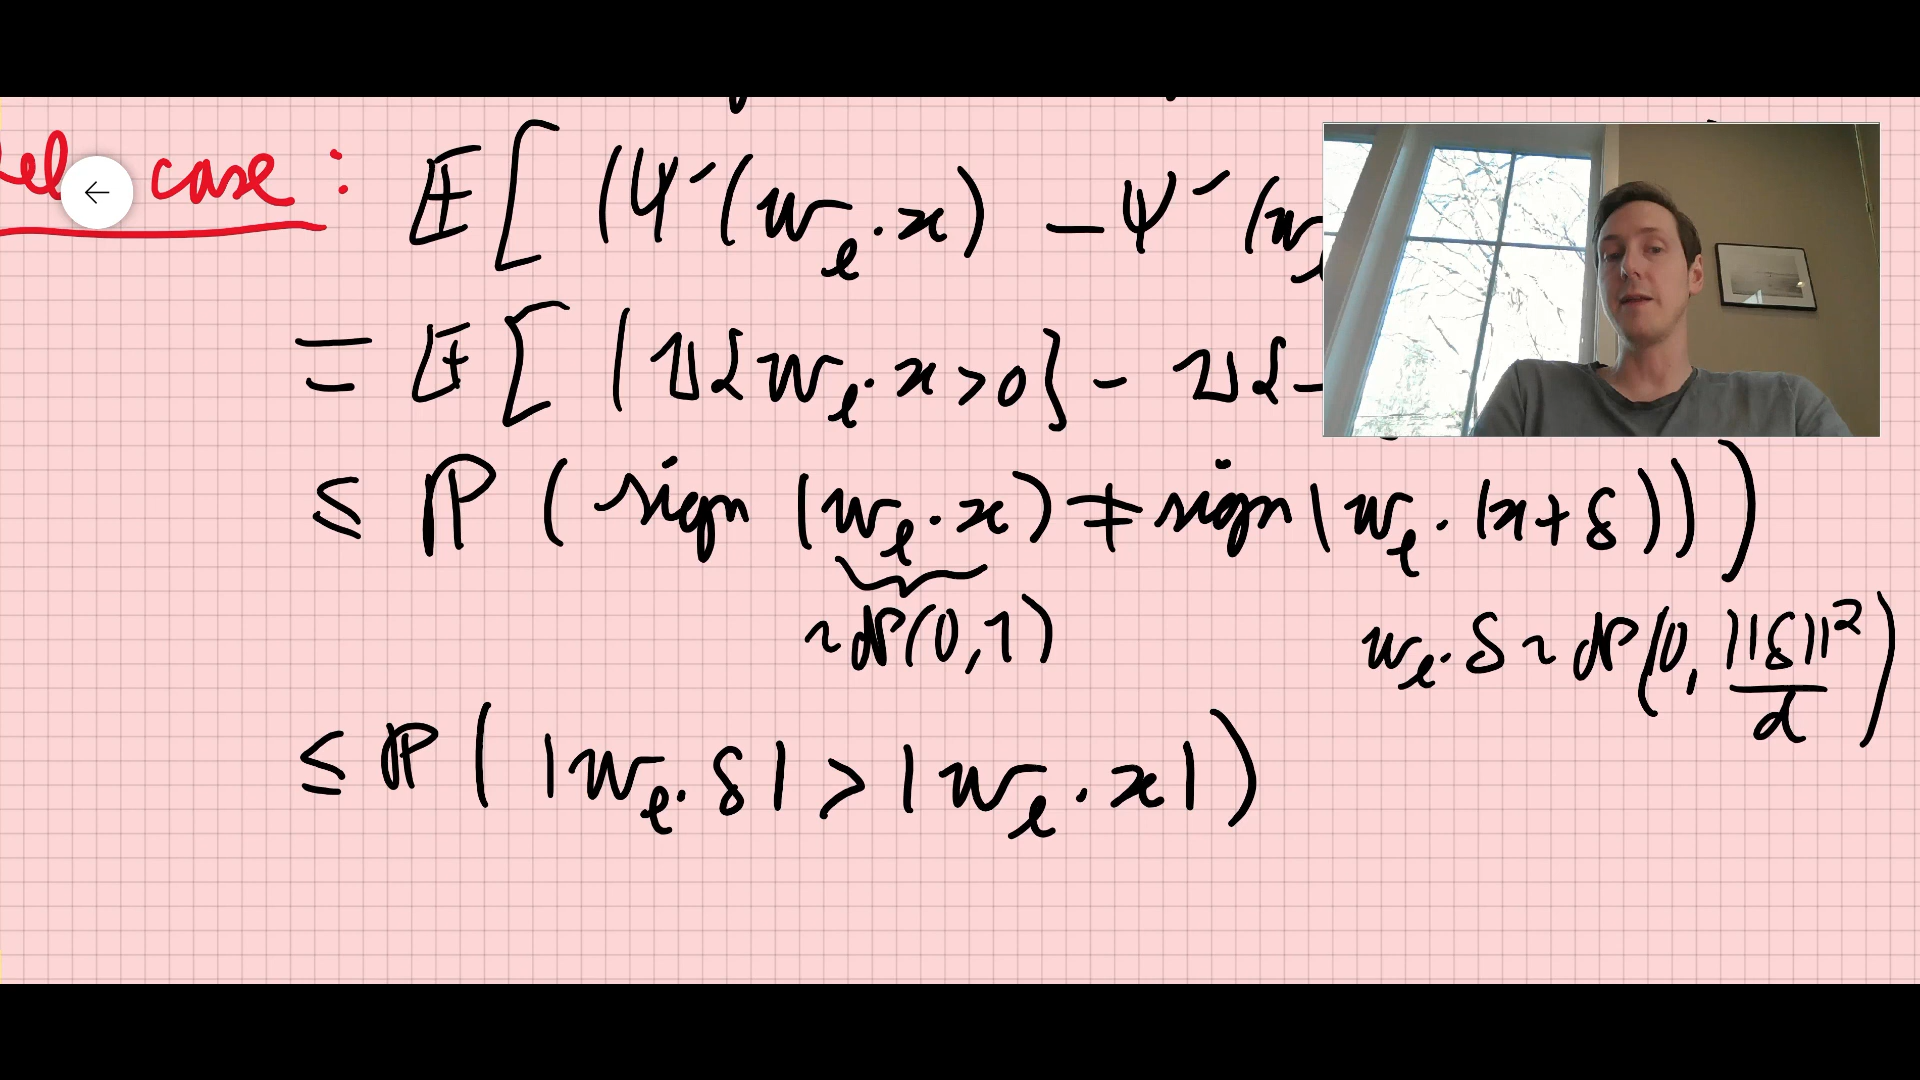 case : 𝔼[ (ψ'(w_ℓ · x) − ψ'(w
= 𝔼[ (𝟙{w_ℓ · x > 0} − 𝟙{−
≤ ℙ ( sign (w_ℓ · x) ≠ sign (w_ℓ · (x + δ)) )
~ 𝒩(0, 1) w_ℓ · δ ~ 𝒩(0, ||δ||² / d)
≤ ℙ ( |w_ℓ · δ| > |w_ℓ · x| )